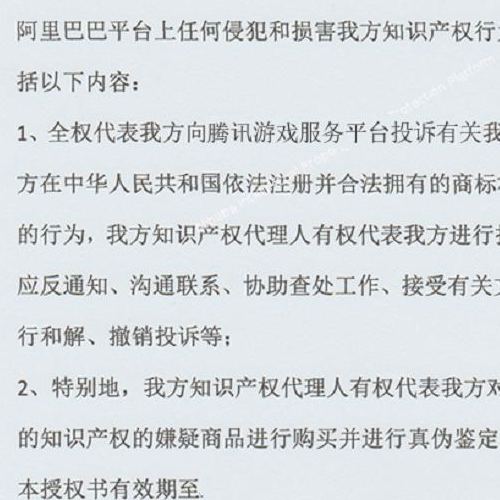 阿里巴巴平台上任何侵犯和损害我方知识产权行
括以下内容：
1、全权代表我方向腾讯游戏服务平台投诉有关我
方在中华人民共和国依法注册并合法拥有的商标
的行为，我方知识产权代理人有权代表我方进行
应反通知、沟通联系、协助查处工作、接受有关
行和解、撤销投诉等；
2、特别地，我方知识产权代理人有权代表我方对
的知识产权的嫌疑商品进行购买并进行真伪鉴定
本授权书有效期至
Protection Platform